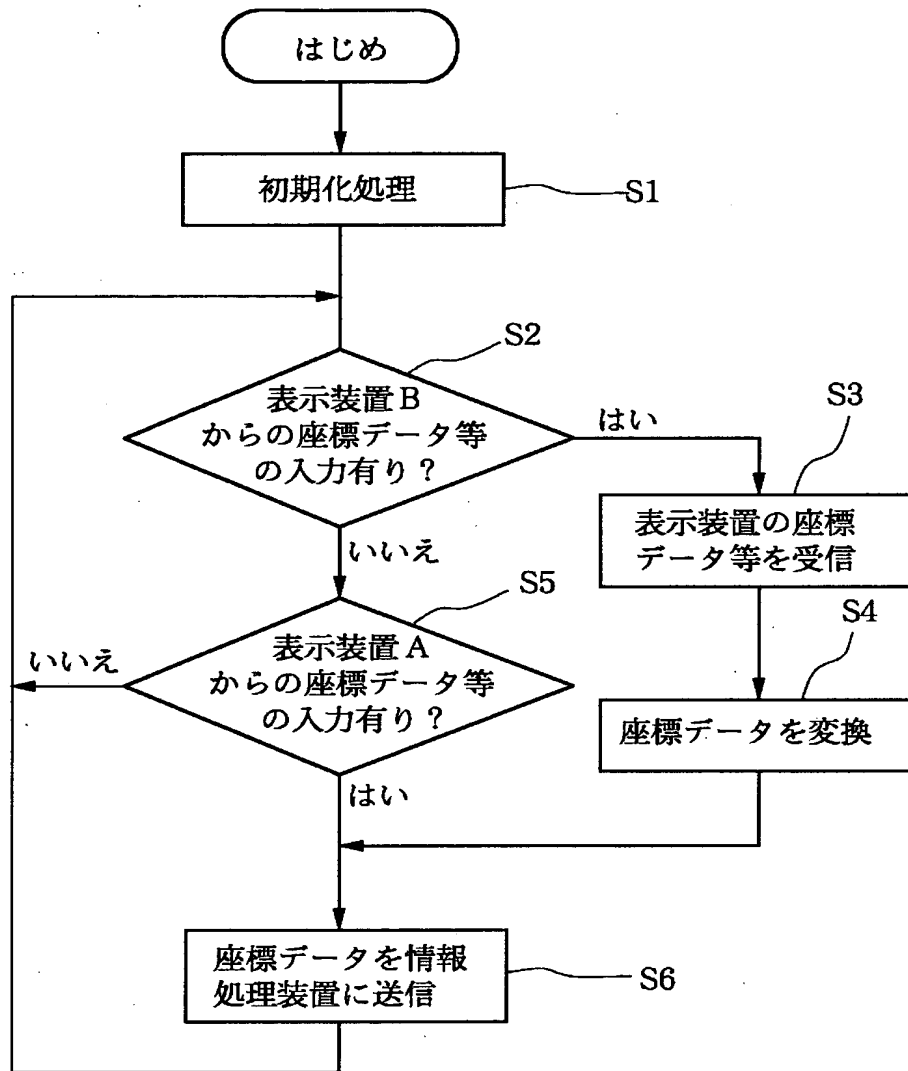 はじめ
初期化処理
S1
S2
表示装置B
からの座標データ等
の入力有り?
はい
S3
表示装置の座標
データ等を受信
いいえ
S5
S4
表示装置A
からの座標データ等
の入力有り?
いいえ
座標データを変換
はい
座標データを情報
処理装置に送信
S6